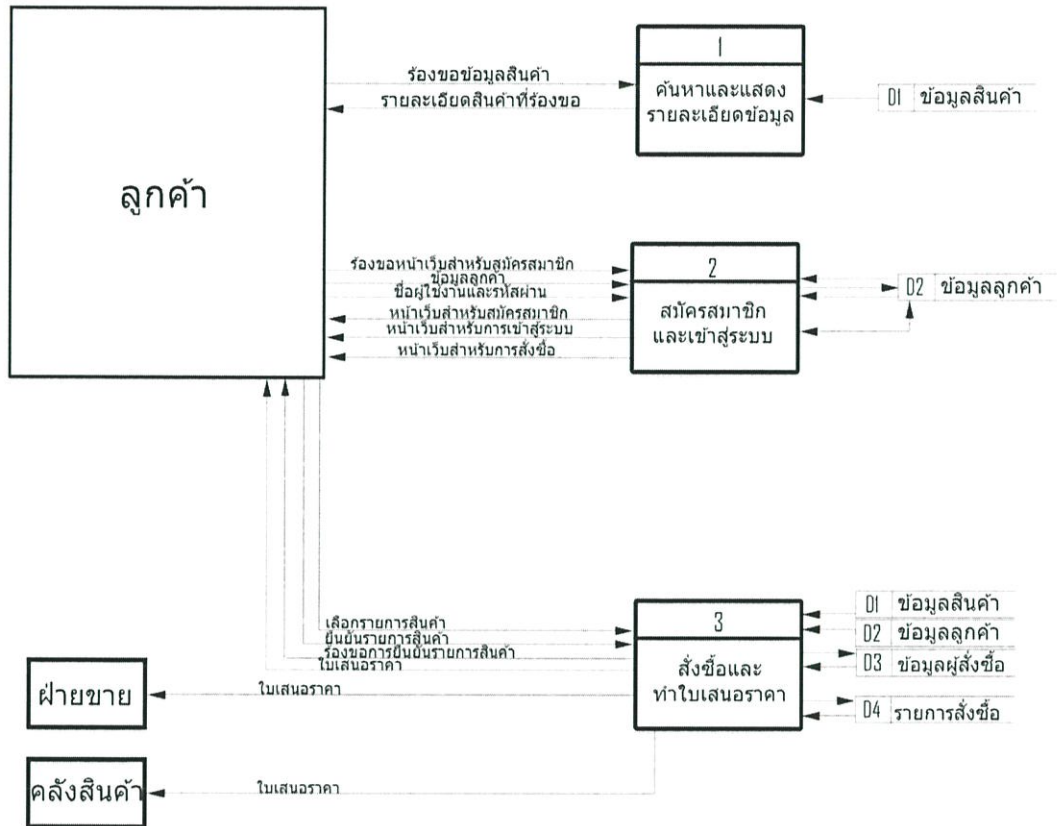 ลูกค้า
ร้องขอข้อมูลสินค้า
รายละเอียดสินค้าที่ร้องขอ
1
ค้นหาและแสดง
รายละเอียดข้อมูล
D1 ข้อมูลสินค้า
ร้องขอหน้าเว็บสำหรับสมัครสมาชิก
ข้อมูลลูกค้า
ชื่อผู้ใช้งานและรหัสผ่าน
หน้าเว็บสำหรับสมัครสมาชิก
หน้าเว็บสำหรับการเข้าสู่ระบบ
หน้าเว็บสำหรับการสั่งซื้อ
2
สมัครสมาชิก
และเข้าสู่ระบบ
D2 ข้อมูลลูกค้า
เลือกรายการสินค้า
ยืนยันรายการสินค้า
ร้องขอการยืนยันรายการสินค้า
ใบเสนอราคา
3
สั่งซื้อและ
ทำใบเสนอราคา
D1 ข้อมูลสินค้า
D2 ข้อมูลลูกค้า
D3 ข้อมูลผู้สั่งซื้อ
D4 รายการสั่งซื้อ
ฝ่ายขาย
ใบเสนอราคา
คลังสินค้า
ใบเสนอราคา